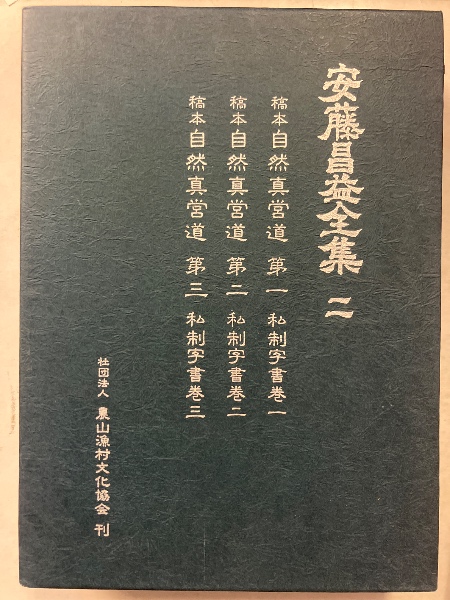 安藤昌益全集 二
稿本自然真営道 第一 私制字書巻一
稿本自然真営道 第二 私制字書巻二
稿本自然真営道 第三 私制字書巻三
社団法人 農山漁村文化協会 刊